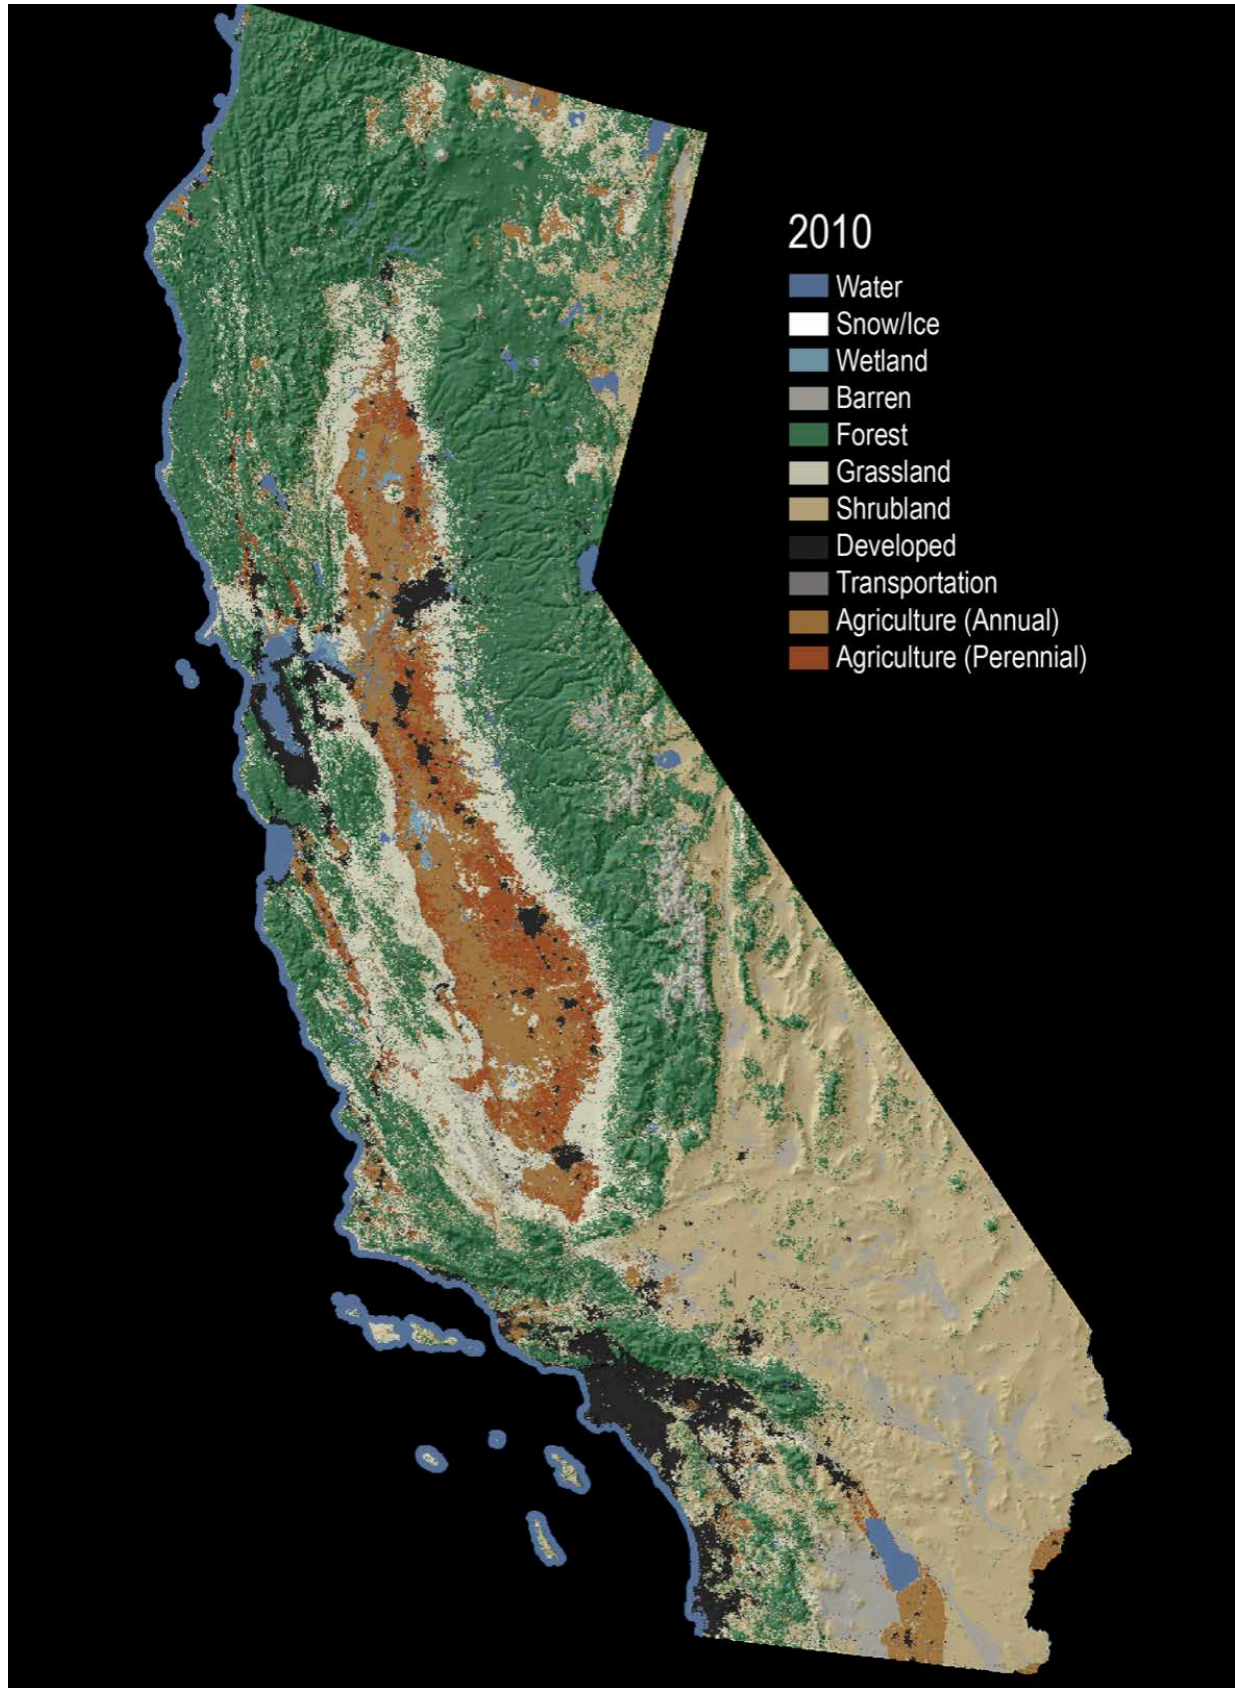 2010
Water
Snow/Ice
Wetland
Barren
Forest
Grassland
Shrubland
Developed
Transportation
Agriculture (Annual)
Agriculture (Perennial)